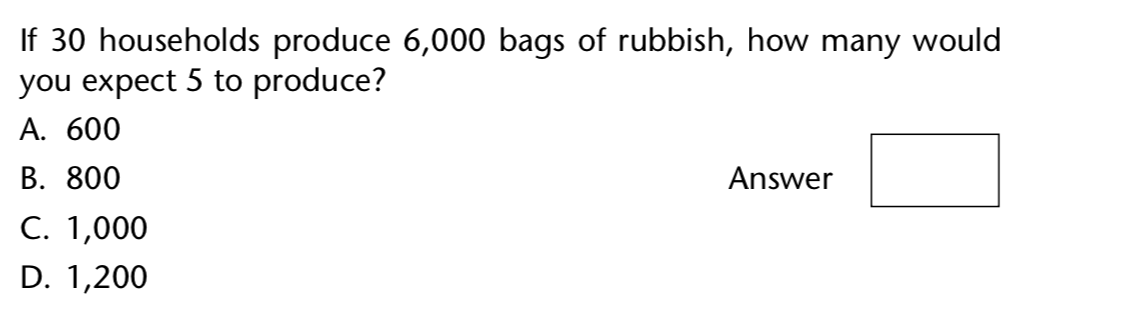 If 30 households produce 6,000 bags of rubbish, how many would
you expect 5 to produce?
A. 600
B. 800
Answer
C. 1,000
D. 1,200